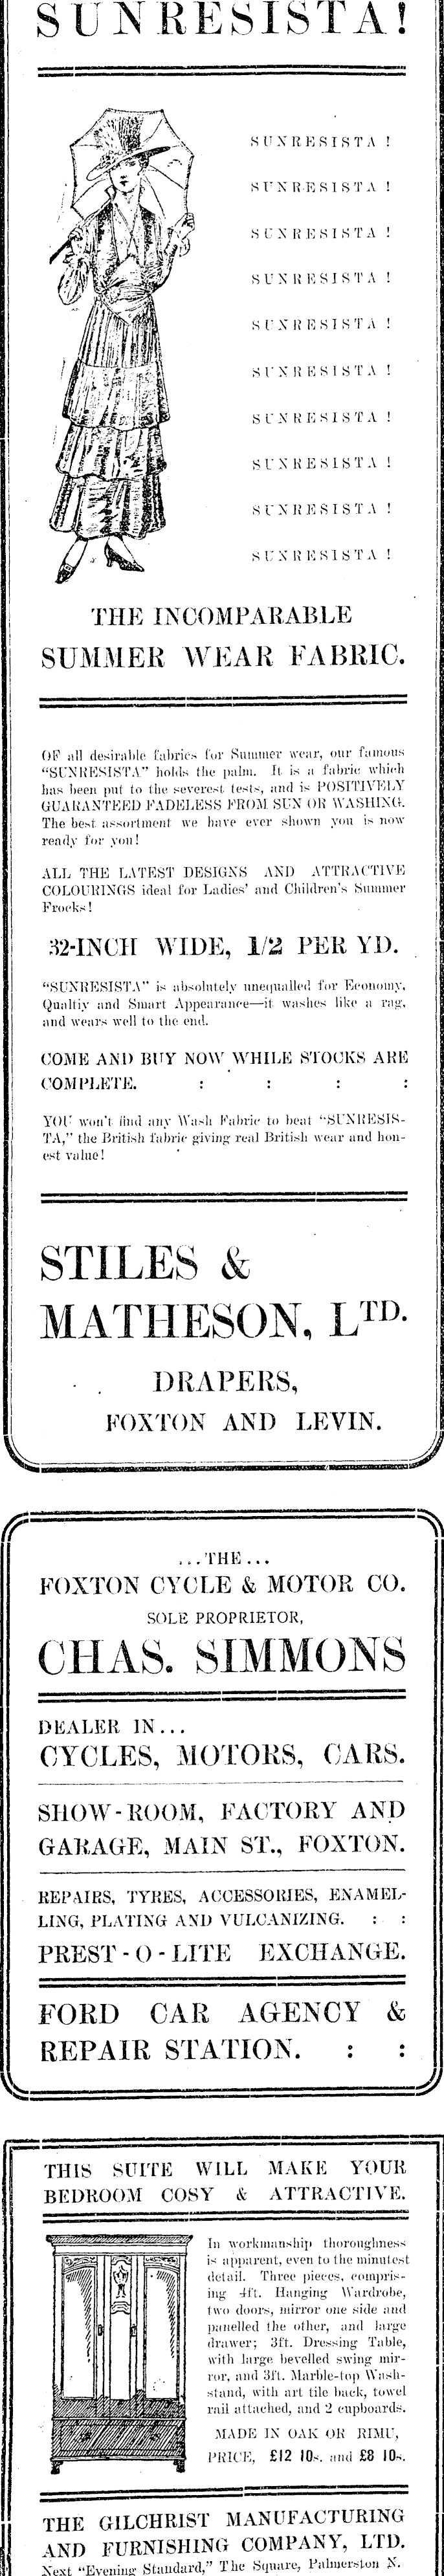 SUNRESISTA!
SUNRESISTA !
SUNRESISTA !
SUNRESISTA !
SUNRESISTA !
SUNRESISTA !
SUNRESISTA !
SUNRESISTA !
SUNRESISTA !
SUNRESISTA !
SUNRESISTA !
THE INCOMPARABLE
SUMMER WEAR FABRIC.
OF all desirable fabrics for Summer wear, our famous
"SUNRESISTA" holds the palm. It is a fabric which
has been put to the severest tests, and is POSITIVELY
GUARANTEED FADELESS FROM SUN OR WASHING.
The best assortment we have ever shown you is now
ready for you!
ALL THE LATEST DESIGNS AND ATTRACTIVE
COLOURINGS ideal for Ladies' and Children's Summer
Frocks!
32-INCH WIDE, 1/2 PER YD.
"SUNRESISTA" is absolutely unequalled for Economy,
Qualtiy and Smart Appearance—it washes like a rag,
and wears well to the end.
COME AND BUY NOW WHILE STOCKS ARE
COMPLETE. : : : :
YOU won't find any Wash Fabric to beat "SUNRESIS-
TA," the British fabric giving real British wear and hon-
est value!
STILES &
MATHESON, LTD.
DRAPERS,
FOXTON AND LEVIN.
...THE...
FOXTON CYCLE & MOTOR CO.
SOLE PROPRIETOR,
CHAS. SIMMONS
DEALER IN...
CYCLES, MOTORS, CARS.
SHOW-ROOM, FACTORY AND
GARAGE, MAIN ST., FOXTON.
REPAIRS, TYRES, ACCESSORIES, ENAMEL-
LING, PLATING AND VULCANIZING. : :
PREST-O-LITE EXCHANGE.
FORD CAR AGENCY &
REPAIR STATION. : :
THIS SUITE WILL MAKE YOUR
BEDROOM COSY & ATTRACTIVE.
In workmanship thoroughness
is apparent, even to the minutest
detail. Three pieces, compris-
ing 4ft. Hanging Wardrobe,
two doors, mirror one side and
panelled the other, and large
drawer; 3ft. Dressing Table,
with large bevelled swing mir-
ror, and 3ft. Marble-top Wash-
stand, with art tile back, towel
rail attached, and 2 cupboards.
MADE IN OAK OR RIMU,
PRICE, £12 10s. and £8 10s.
THE GILCHRIST MANUFACTURING
AND FURNISHING COMPANY, LTD.
Next "Evening Standard," The Square, Palmerston N.